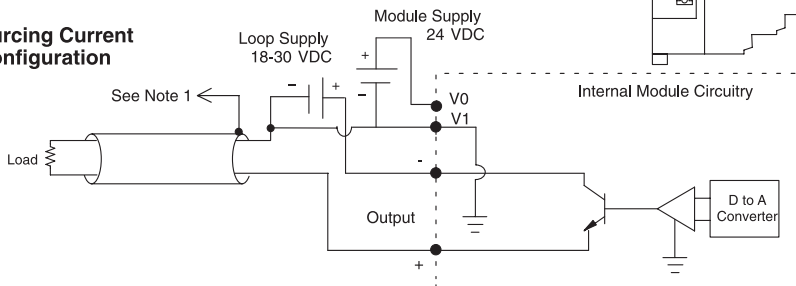 urcing Current
onfiguration
Loop Supply
18-30 VDC
Module Supply
24 VDC
+
-
-
+
See Note 1
V0
V1
Internal Module Circuitry
Load
-
Output
+
D to A
Converter